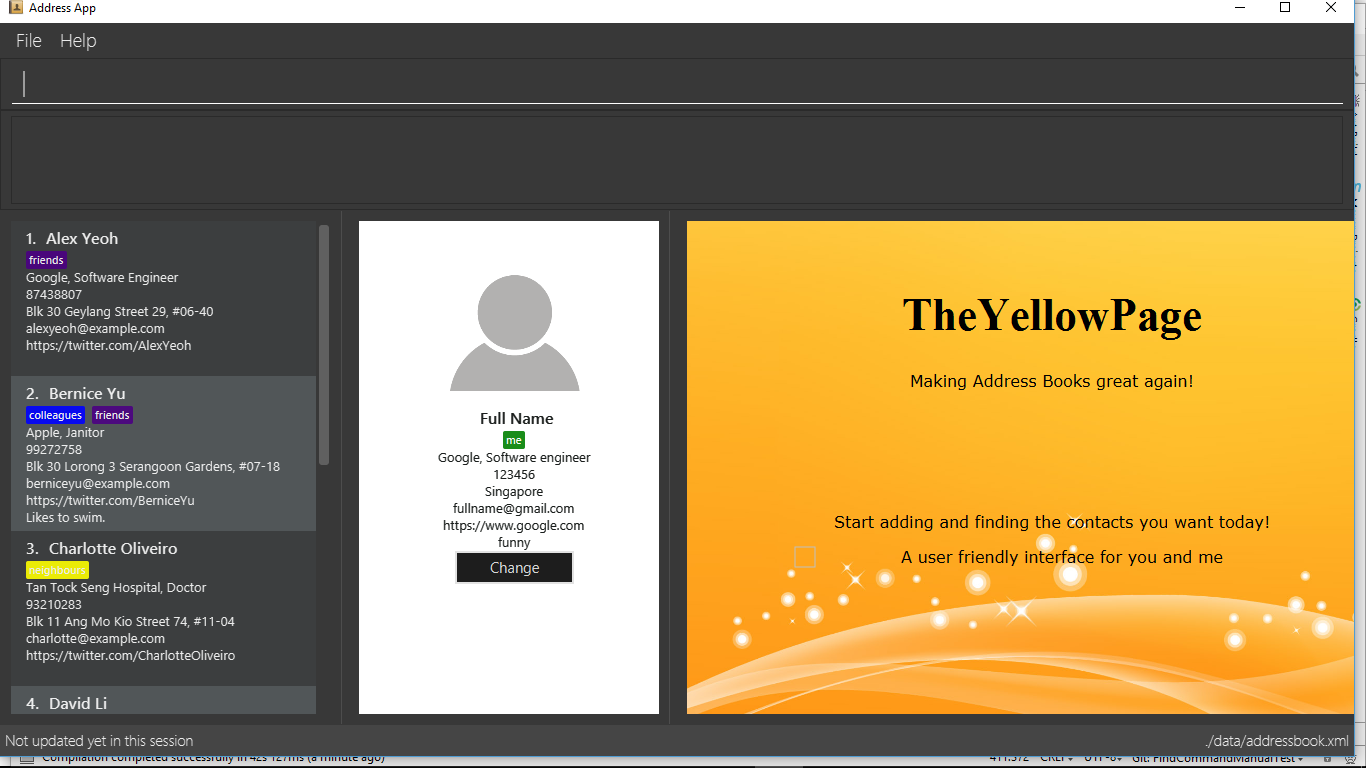 Address App
File Help
1. Alex Yeoh
friends
Google, Software Engineer
87438807
Blk 30 Geylang Street 29, #06-40
alexyeoh@example.com
https://twitter.com/AlexYeoh
2. Bernice Yu
colleagues friends
Apple, Janitor
99272758
Blk 30 Lorong 3 Serangoon Gardens, #07-18
berniceyu@example.com
https://twitter.com/BerniceYu
Likes to swim.
3. Charlotte Oliveiro
neighbours
Tan Tock Seng Hospital, Doctor
93210283
Blk 11 Ang Mo Kio Street 74, #11-04
charlotte@example.com
https://twitter.com/CharlotteOliveiro
4. David Li
Full Name
me
Google, Software engineer
123456
Singapore
fullname@gmail.com
https://www.google.com
funny
Change
TheYellowPage
Making Address Books great again!
Start adding and finding the contacts you want today!
A user friendly interface for you and me
Not updated yet in this session
./data/addressbook.xml
Compilation completed successfully in 42s 127ms (a minute ago)
411:372 CRLF UTF-8 Git: FindCommandManualTest